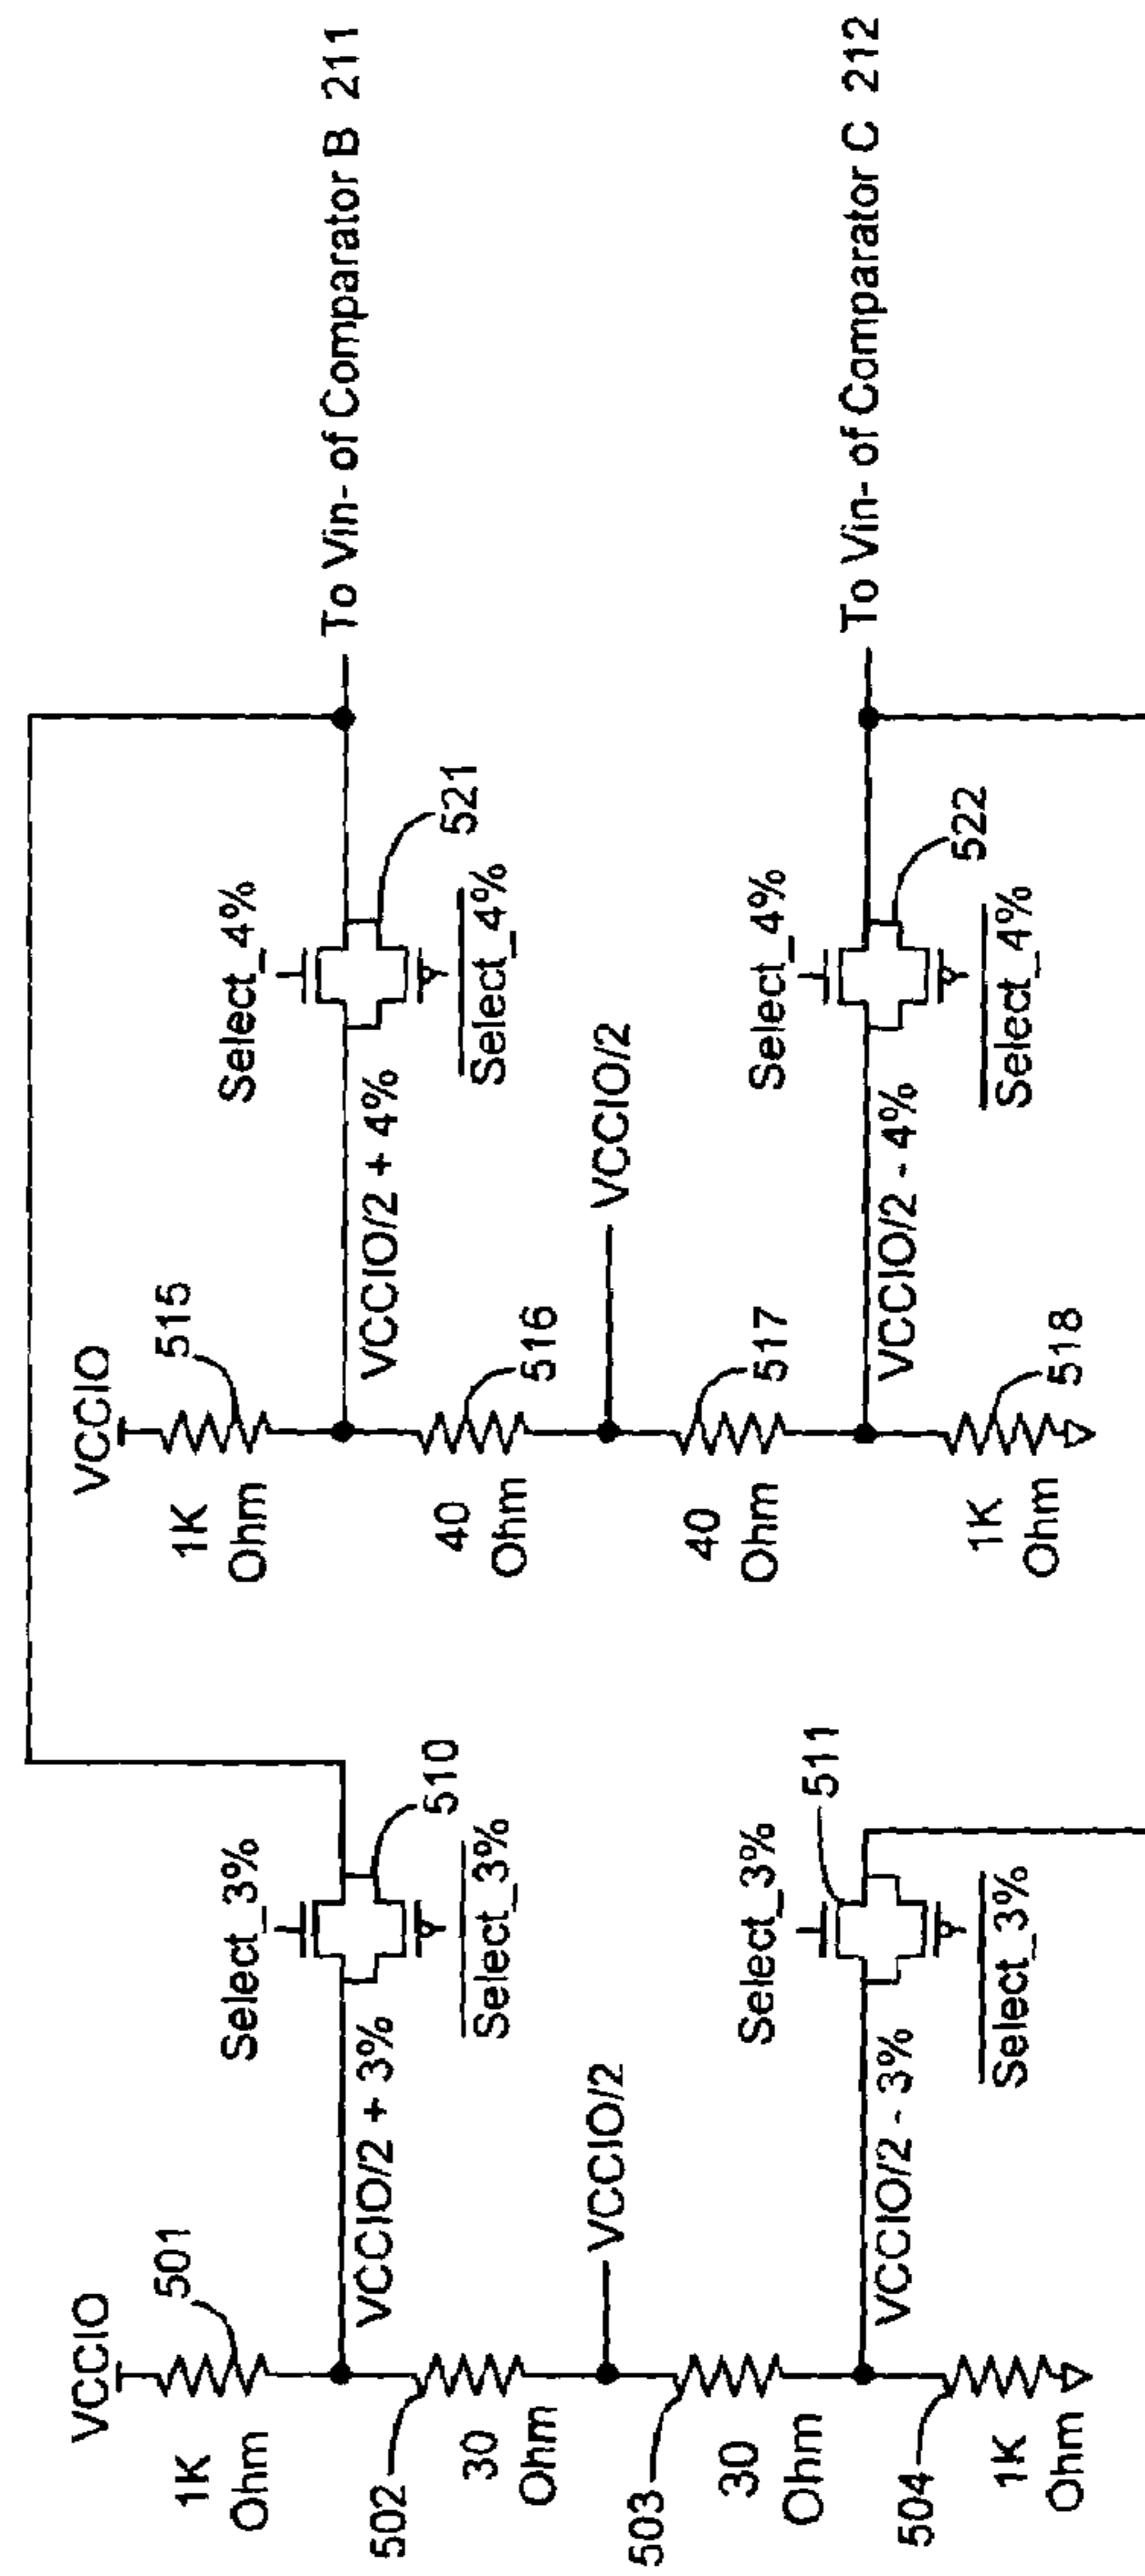 VCCIO
501
1K
Ohm
VCCIO/2 + 3%
Select_3%
510
Select_3%
502
30
Ohm
VCCIO/2
503
30
Ohm
VCCIO/2 - 3%
Select_3%
511
Select_3%
504
1K
Ohm
VCCIO
515
1K
Ohm
VCCIO/2 + 4%
Select_4%
521
Select_4%
To Vin- of Comparator B 211
516
40
Ohm
VCCIO/2
517
40
Ohm
VCCIO/2 - 4%
Select_4%
522
Select_4%
To Vin- of Comparator C 212
518
1K
Ohm